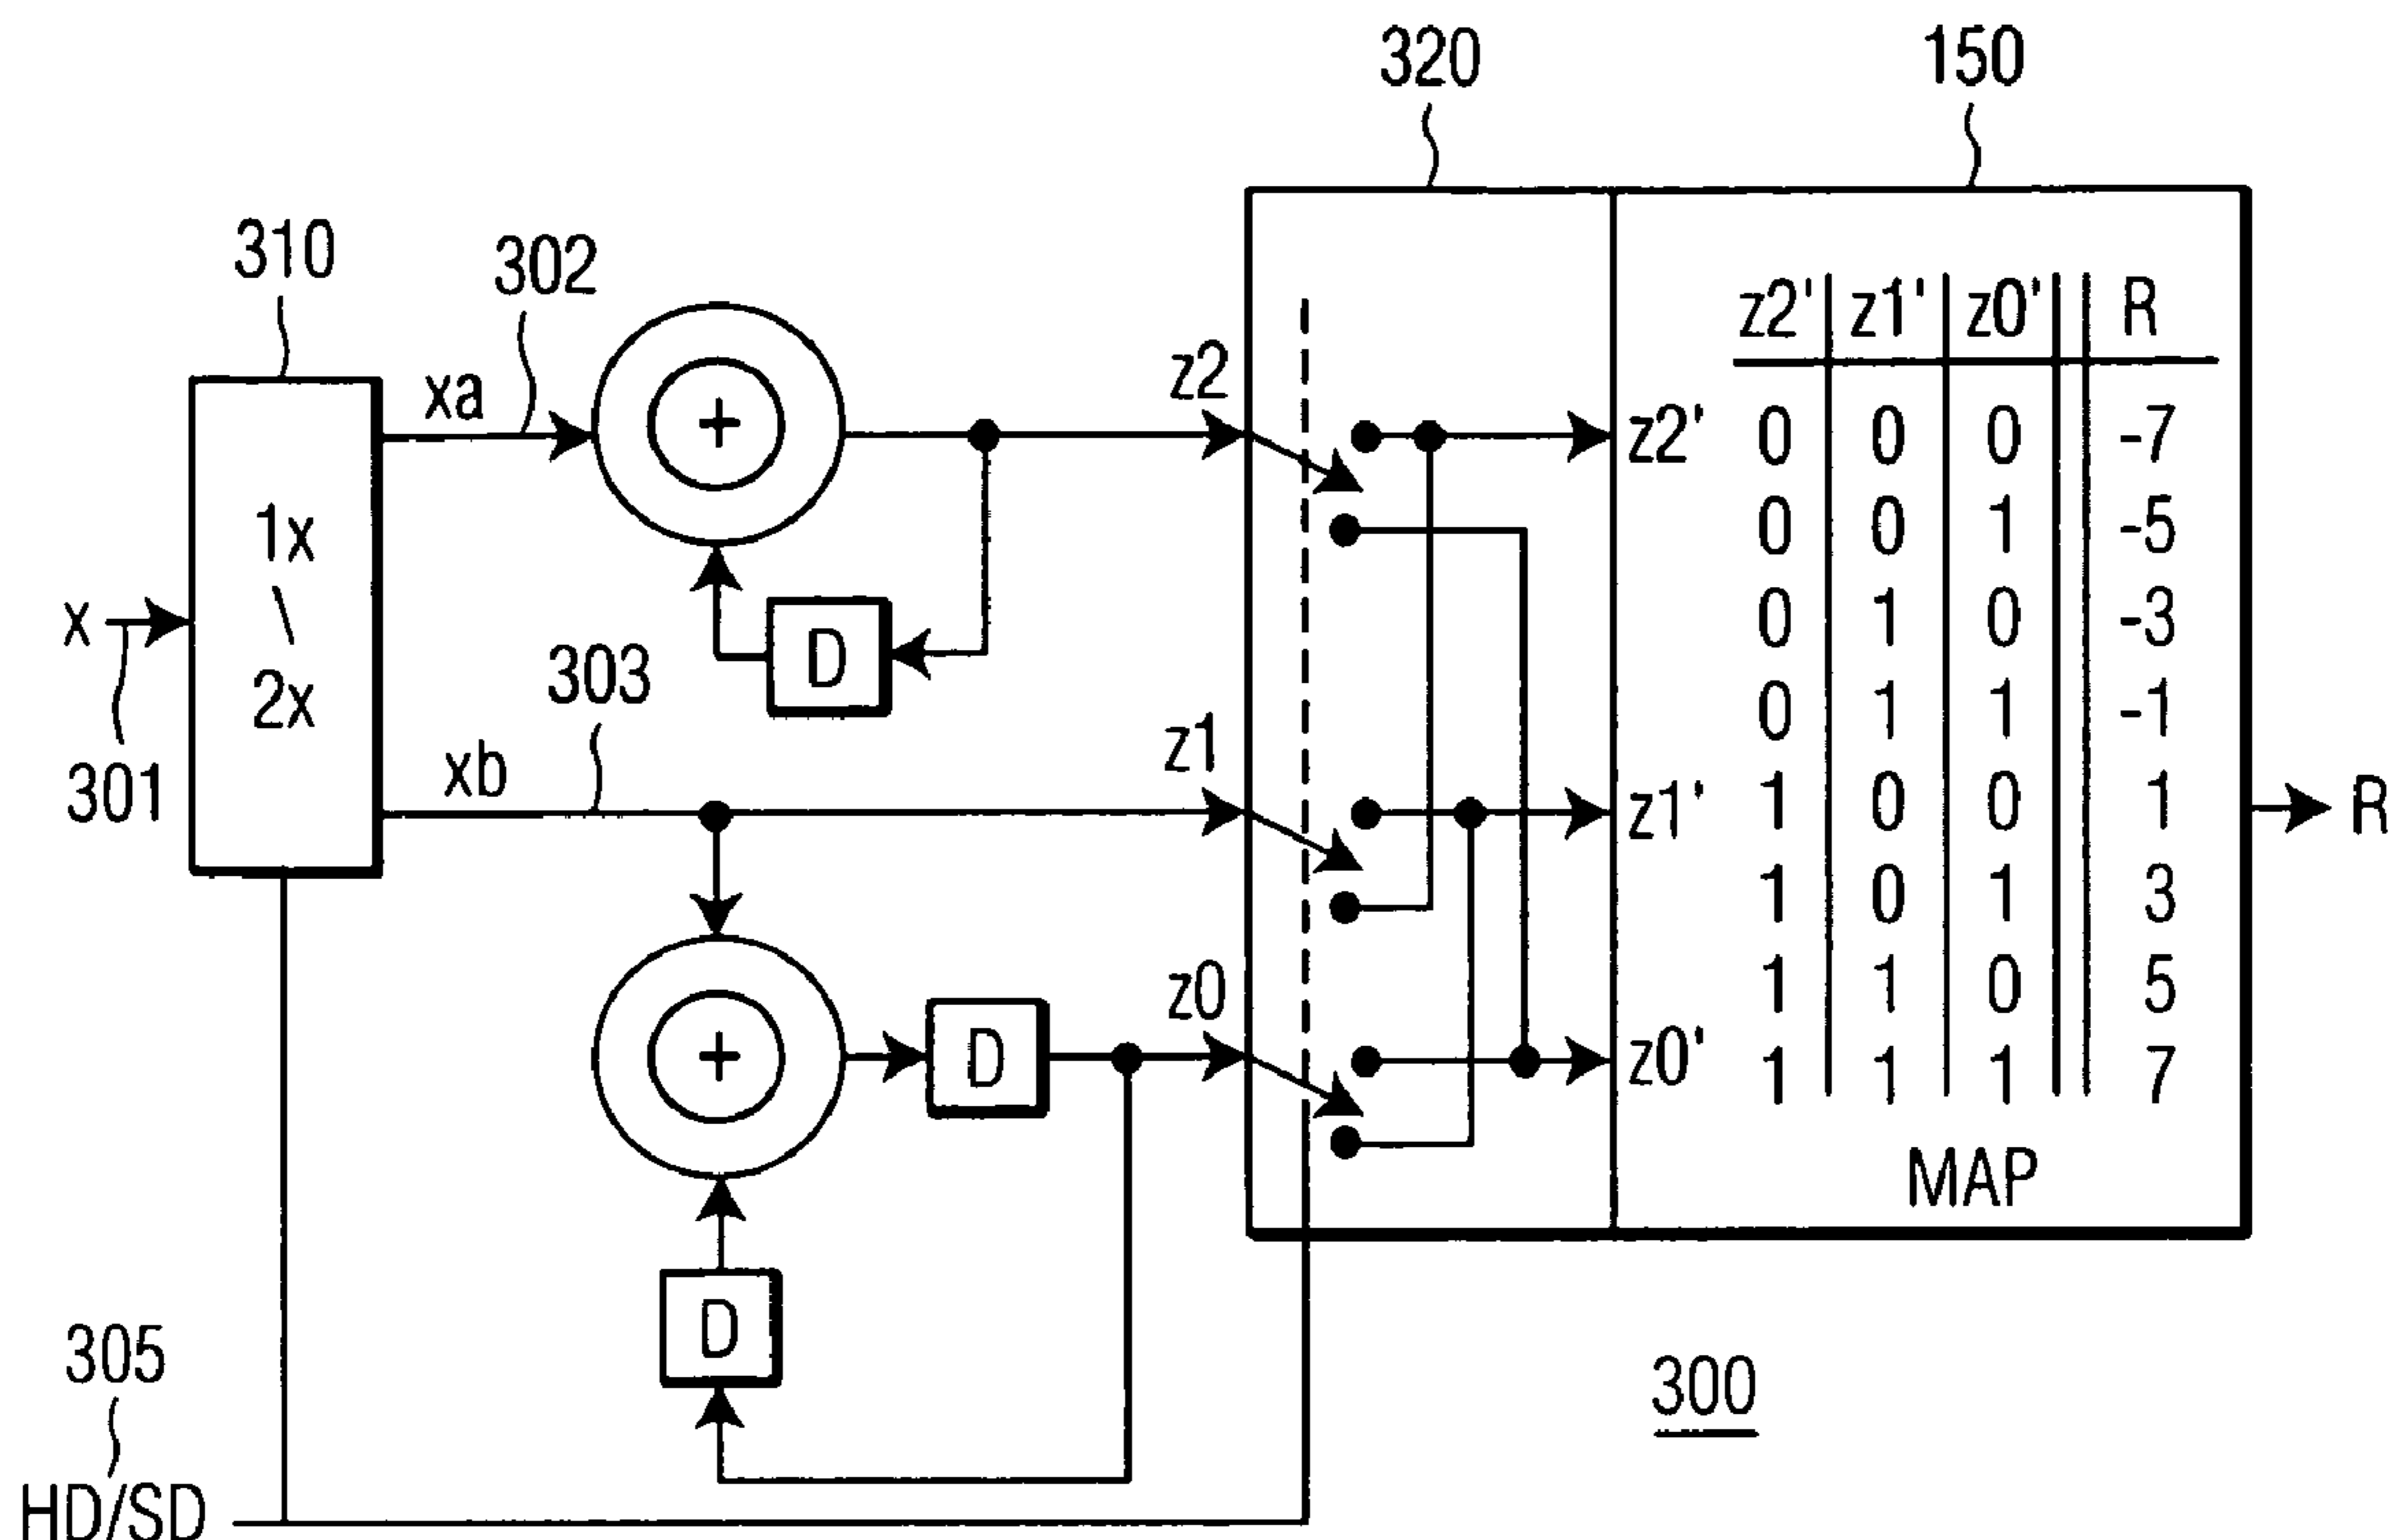 320
150
310
302
xa
z2
z2' z1' z0' R
0 0 0 -7
0 0 1 -5
0 1 0 -3
0 1 1 -1
1 0 0 1
1 0 1 3
1 1 0 5
1 1 1 7
MAP
+
z2'
1x
\
2x
x
301
D
303
xb
z1
z1'
R
+
D
z0
z0'
D
305
HD/SD
300